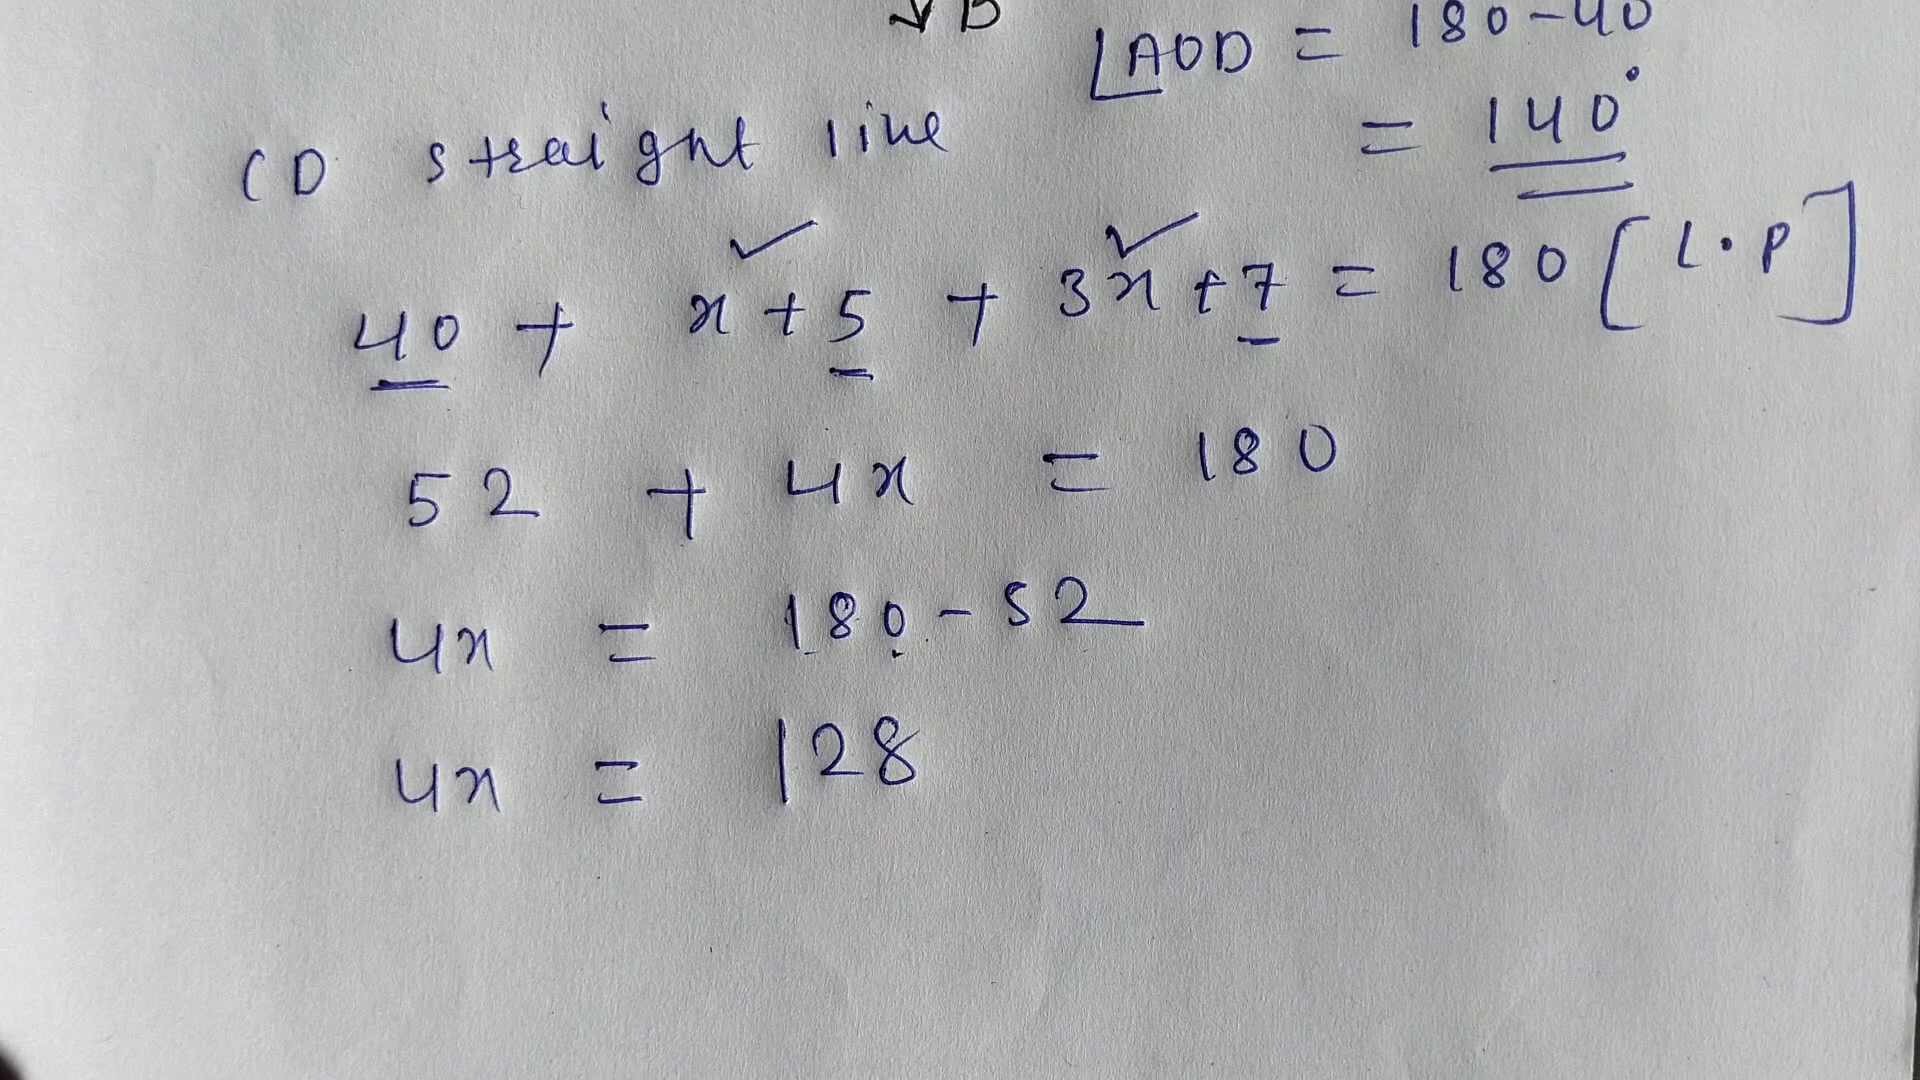 B
∠AOD = 180-40
= 140°
CD straight line
40 + x + 5 + 3x + 7 = 180 [L.P]
52 + 4x = 180
4x = 180 - 52
4x = 128